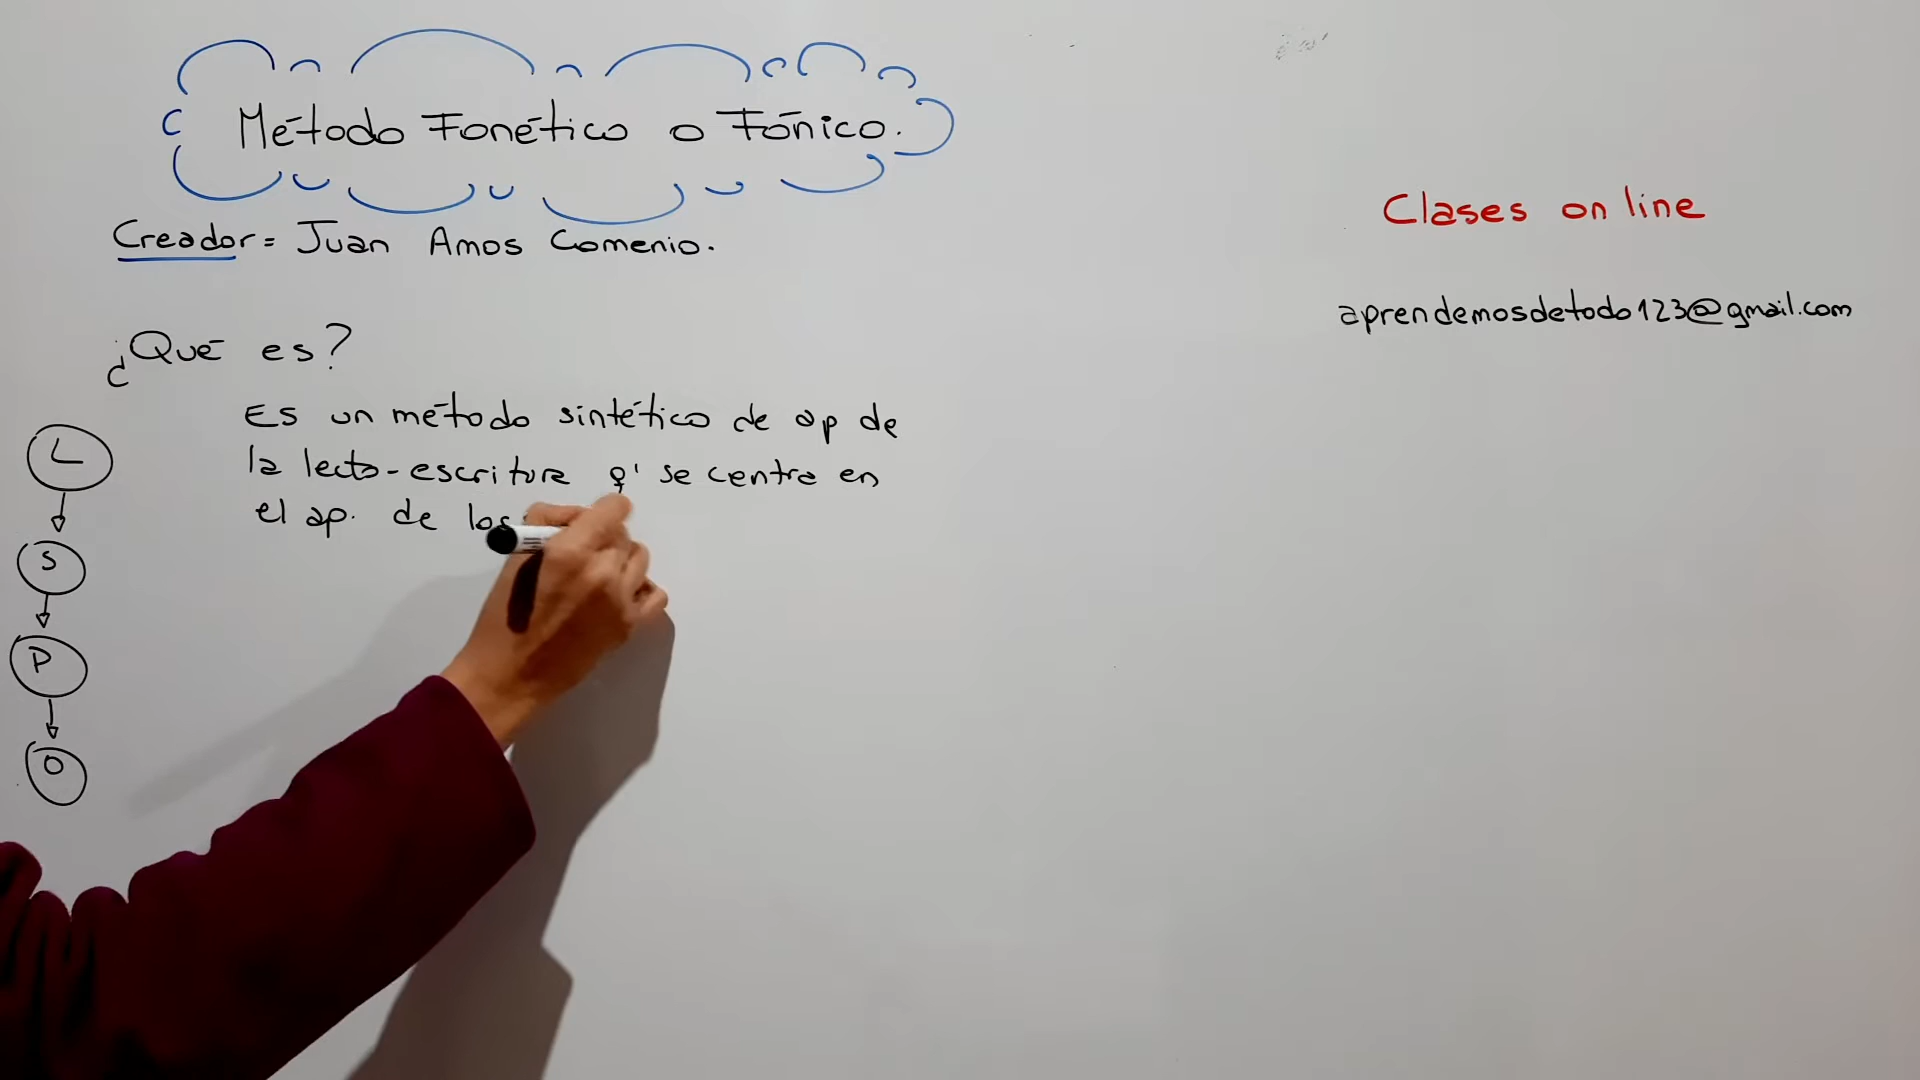 Método Fonético o Fónico.
Creador = Juan Amos Comenio.
¿Qué es?
Es un método sintético de ap de
la lecto-escritura q' se centra en
el ap. de los
L
S
P
O
Clases on line
aprendemosdetodo123@gmail.com